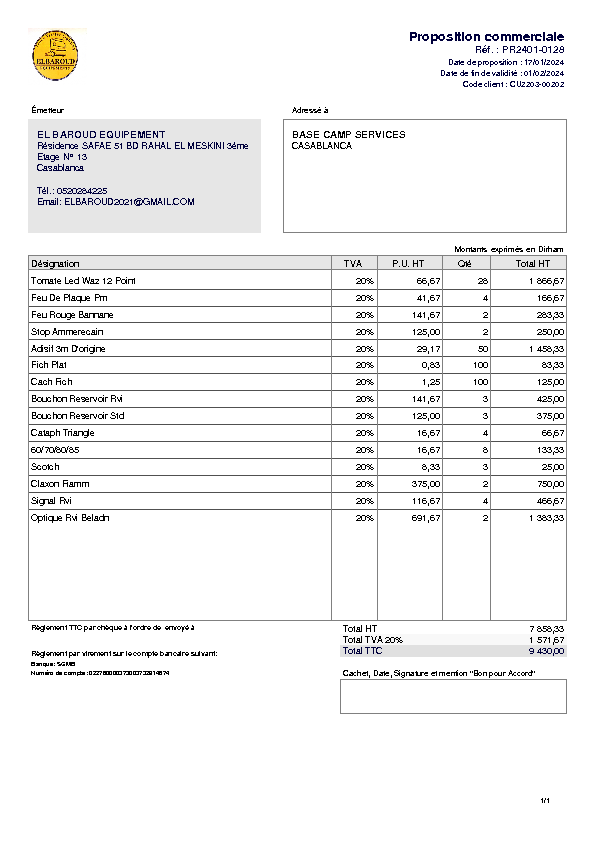 ELBAROUD
EQUIPEMENT
Proposition commerciale
Réf. : PR2401-0128
Date de proposition : 17/01/2024
Date de fin de validité : 01/02/2024
Code client : CU2203-00202
Émetteur
Adressé à
EL BAROUD EQUIPEMENT
Résidence SAFAE 51 BD RAHAL EL MESKINI 3éme
Etage N° 13
Casablanca
Tél.: 0520284225
Email: ELBAROUD2021@GMAIL.COM
BASE CAMP SERVICES
CASABLANCA
Montants exprimés en Dirham
Désignation TVA P.U. HT Qté Total HT
Tomate Led Waz 12 Point 20% 66,67 28 1 866,67
Feu De Plaque Pm 20% 41,67 4 166,67
Feu Rouge Bannane 20% 141,67 2 283,33
Stop Ammerecain 20% 125,00 2 250,00
Adisif 3m D'origine 20% 29,17 50 1 458,33
Fich Plat 20% 0,83 100 83,33
Cach Fich 20% 1,25 100 125,00
Bouchon Reservoir Rvi 20% 141,67 3 425,00
Bouchon Reservoir Std 20% 125,00 3 375,00
Cataph Triangle 20% 16,67 4 66,67
60/70/80/85 20% 16,67 8 133,33
Scotch 20% 8,33 3 25,00
Claxon Fiamm 20% 375,00 2 750,00
Signal Rvi 20% 116,67 4 466,67
Optique Rvi Beladn 20% 691,67 2 1 383,33
Règlement TTC par chèque à l'ordre de envoyé à
Total HT 7 858,33
Total TVA 20% 1 571,67
Total TTC 9 430,00
Règlement par virement sur le compte bancaire suivant:
Banque: SGMB
Numéro de compte:
Cachet, Date, Signature et mention "Bon pour Accord"
1/1